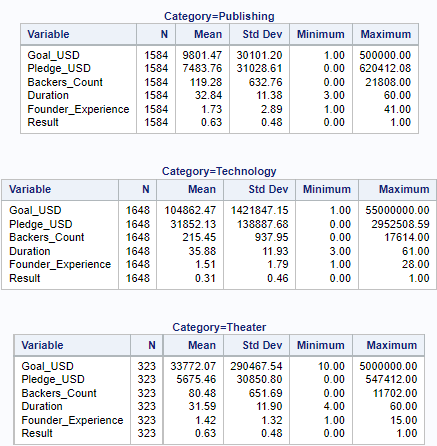 Category=Publishing
Variable N Mean Std Dev Minimum Maximum
Goal_USD 1584 9801.47 30101.20 1.00 500000.00
Pledge_USD 1584 7483.76 31028.61 0.00 620412.08
Backers_Count 1584 119.28 632.76 0.00 21808.00
Duration 1584 32.84 11.38 3.00 60.00
Founder_Experience 1584 1.73 2.89 1.00 41.00
Result 1584 0.63 0.48 0.00 1.00
Category=Technology
Variable N Mean Std Dev Minimum Maximum
Goal_USD 1648 104862.47 1421847.15 1.00 55000000.00
Pledge_USD 1648 31852.13 138887.68 0.00 2952508.59
Backers_Count 1648 215.45 937.95 0.00 17614.00
Duration 1648 35.88 11.93 3.00 61.00
Founder_Experience 1648 1.51 1.79 1.00 28.00
Result 1648 0.31 0.46 0.00 1.00
Category=Theater
Variable N Mean Std Dev Minimum Maximum
Goal_USD 323 33772.07 290467.54 10.00 5000000.00
Pledge_USD 323 5675.46 30850.80 0.00 547412.00
Backers_Count 323 80.48 651.69 0.00 11702.00
Duration 323 31.59 11.90 4.00 60.00
Founder_Experience 323 1.42 1.32 1.00 15.00
Result 323 0.63 0.48 0.00 1.00